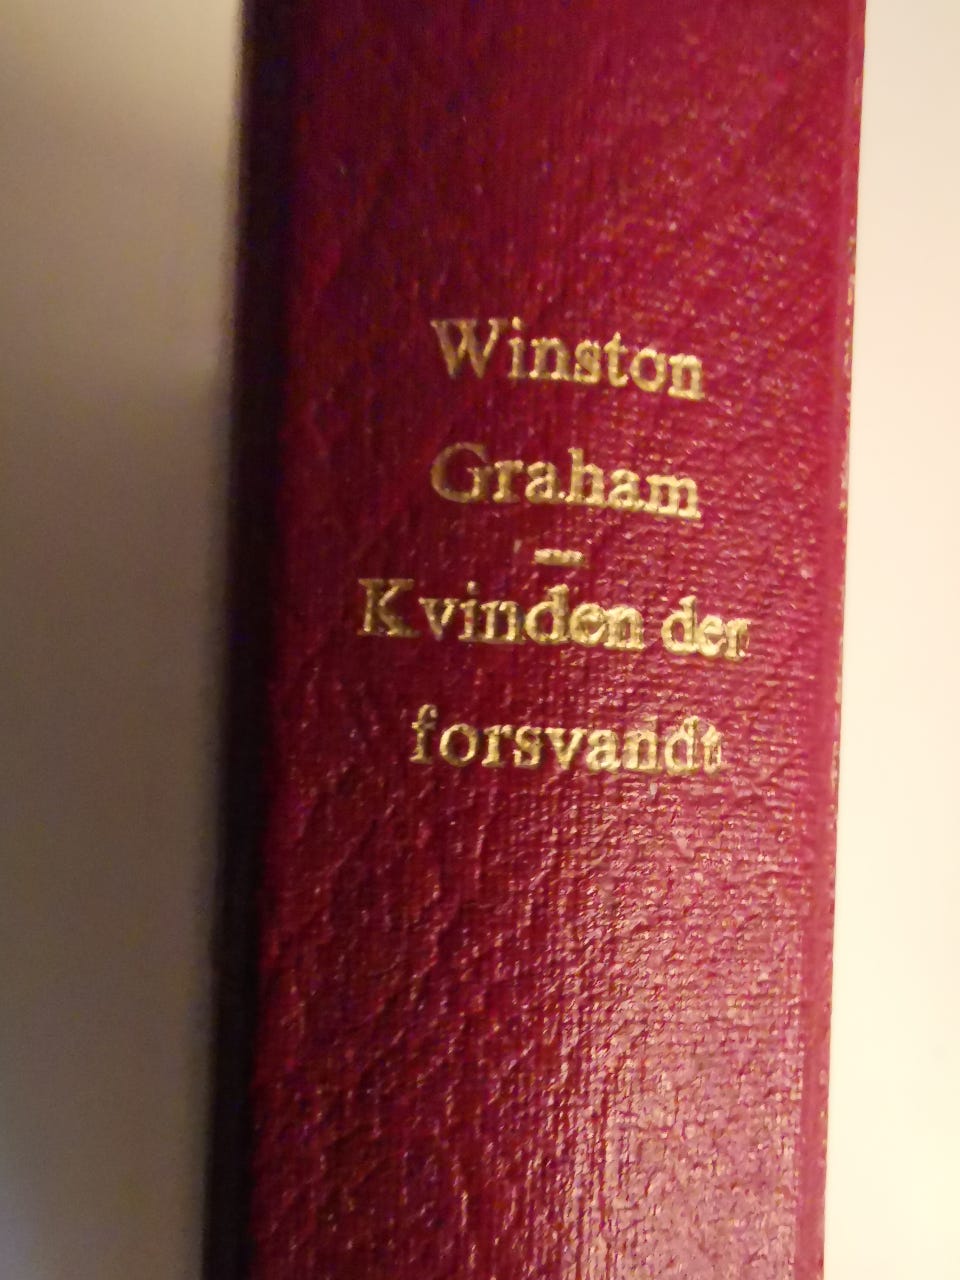 Winston
Graham
—
Kvinden der
forsvandt